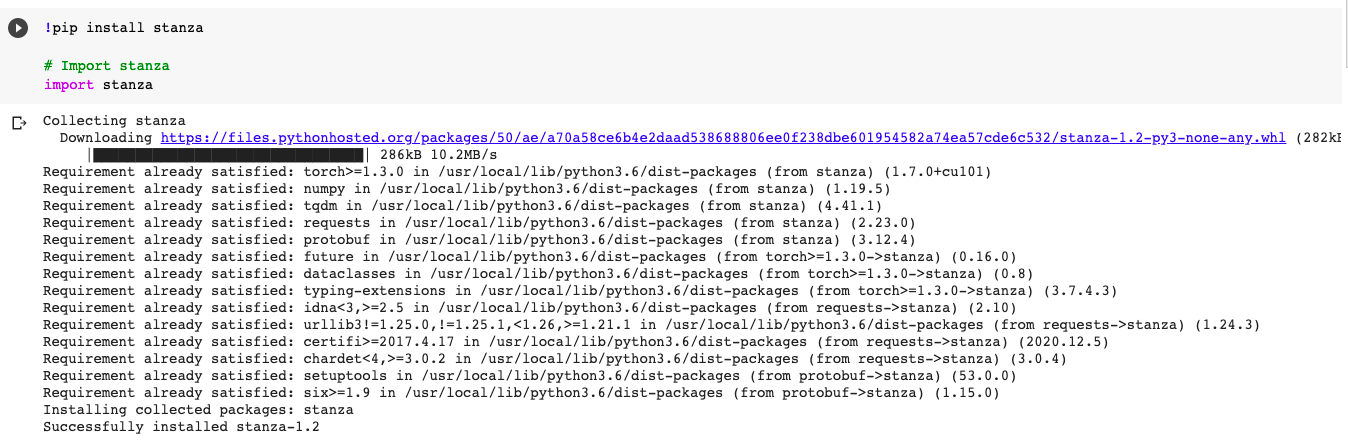 !pip install stanza
# Import stanza
import stanza
Collecting stanza
Downloading https://files.pythonhosted.org/packages/50/ae/a70a58ce6b4e2daad538688806ee0f238dbe601954582a74ea57cde6c532/stanza-1.2-py3-none-any.whl (282kB
|████████████████████████████████| 286kB 10.2MB/s
Requirement already satisfied: torch>=1.3.0 in /usr/local/lib/python3.6/dist-packages (from stanza) (1.7.0+cu101)
Requirement already satisfied: numpy in /usr/local/lib/python3.6/dist-packages (from stanza) (1.19.5)
Requirement already satisfied: tqdm in /usr/local/lib/python3.6/dist-packages (from stanza) (4.41.1)
Requirement already satisfied: requests in /usr/local/lib/python3.6/dist-packages (from stanza) (2.23.0)
Requirement already satisfied: protobuf in /usr/local/lib/python3.6/dist-packages (from stanza) (3.12.4)
Requirement already satisfied: future in /usr/local/lib/python3.6/dist-packages (from torch>=1.3.0->stanza) (0.16.0)
Requirement already satisfied: dataclasses in /usr/local/lib/python3.6/dist-packages (from torch>=1.3.0->stanza) (0.8)
Requirement already satisfied: typing-extensions in /usr/local/lib/python3.6/dist-packages (from torch>=1.3.0->stanza) (3.7.4.3)
Requirement already satisfied: idna<3,>=2.5 in /usr/local/lib/python3.6/dist-packages (from requests->stanza) (2.10)
Requirement already satisfied: urllib3!=1.25.0,!=1.25.1,<1.26,>=1.21.1 in /usr/local/lib/python3.6/dist-packages (from requests->stanza) (1.24.3)
Requirement already satisfied: certifi>=2017.4.17 in /usr/local/lib/python3.6/dist-packages (from requests->stanza) (2020.12.5)
Requirement already satisfied: chardet<4,>=3.0.2 in /usr/local/lib/python3.6/dist-packages (from requests->stanza) (3.0.4)
Requirement already satisfied: setuptools in /usr/local/lib/python3.6/dist-packages (from protobuf->stanza) (53.0.0)
Requirement already satisfied: six>=1.9 in /usr/local/lib/python3.6/dist-packages (from protobuf->stanza) (1.15.0)
Installing collected packages: stanza
Successfully installed stanza-1.2